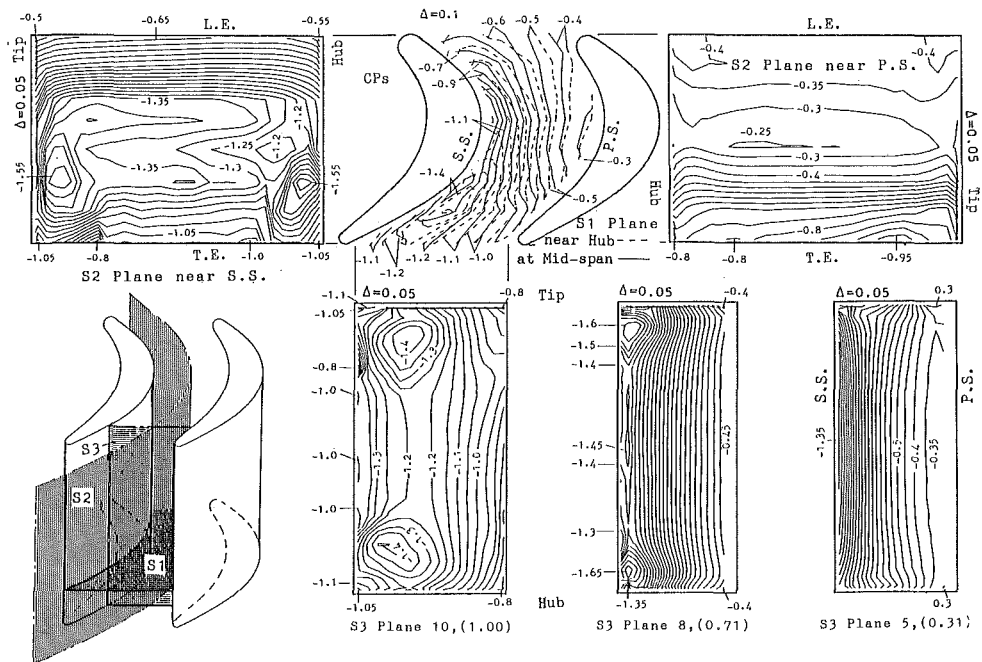 -0.5
-0.65
-0.55
L.E.
Tip
Hub
Δ=0.05
-1.35
-1.2
-1.25
-1.2
-1.35
-1.3
-1.55
-1.55
-1.05
-1.05
-0.8
T.E.
-1.0
-1.05
S2 Plane near S.S.
Δ=0.1
-0.6
-0.5
-0.4
-0.7
-0.9
CPs
-1.1
S.S.
P.S.
-0.3
-1.4
-0.5
S1 Plane
near Hub
at Mid-span
-1.1
-1.2
-1.1
-1.0
L.E.
-0.4
-0.4
S2 Plane near P.S.
-0.35
-0.3
-0.25
-0.3
-0.4
-0.8
Hub
Δ=0.05
Tip
-0.8
-0.8
T.E.
-0.95
S3
S2
S1
Δ=0.05
-0.8
Tip
-1.1
-1.05
-1.4
-1.3
-0.8
-1.0
-1.0
-1.0
-1.3
-1.2
-1.2
-1.1
-1.0
-1.1
-1.05
-0.8
Hub
S3 Plane 10,(1.00)
Δ=0.05
-0.4
-1.6
-1.5
-1.4
-1.45
-1.4
-0.45
-1.3
-1.65
-1.35
-0.4
S3 Plane 8,(0.71)
Δ=0.05
0.3
S.S.
P.S.
-1.35
-0.5
-0.4
-0.35
0.3
S3 Plane 5,(0.31)